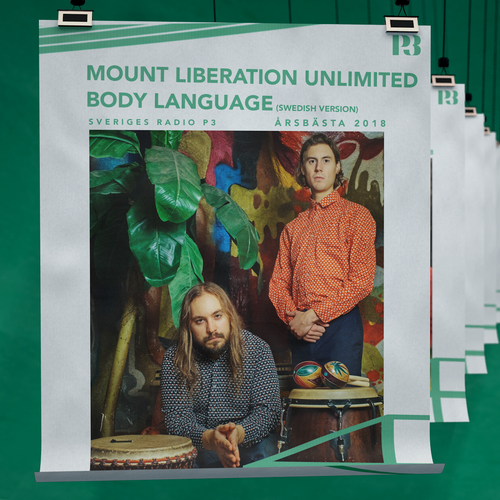 P3
MOUNT LIBERATION UNLIMITED
BODY LANGUAGE (SWEDISH VERSION)
SVERIGES RADIO P3 ÅRSBÄSTA 2018
P3